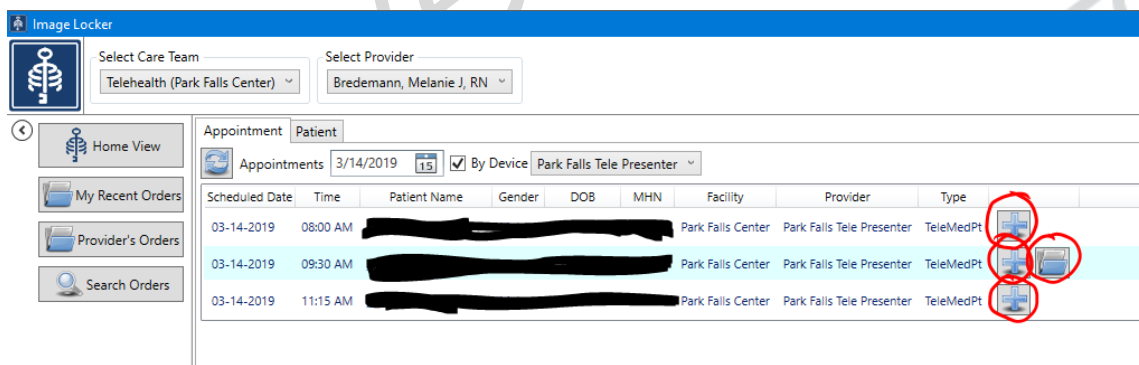 Image Locker
Select Care Team
Select Provider
Telehealth (Park Falls Center)
Bredemann, Melanie J, RN
Home View
My Recent Orders
Provider's Orders
Search Orders
Appointment Patient
Appointments 3/14/2019 15 By Device Park Falls Tele Presenter
Scheduled Date Time Patient Name Gender DOB MHN Facility Provider Type
03-14-2019 08:00 AM Park Falls Center Park Falls Tele Presenter TeleMedPt
03-14-2019 09:30 AM Park Falls Center Park Falls Tele Presenter TeleMedPt
03-14-2019 11:15 AM Park Falls Center Park Falls Tele Presenter TeleMedPt